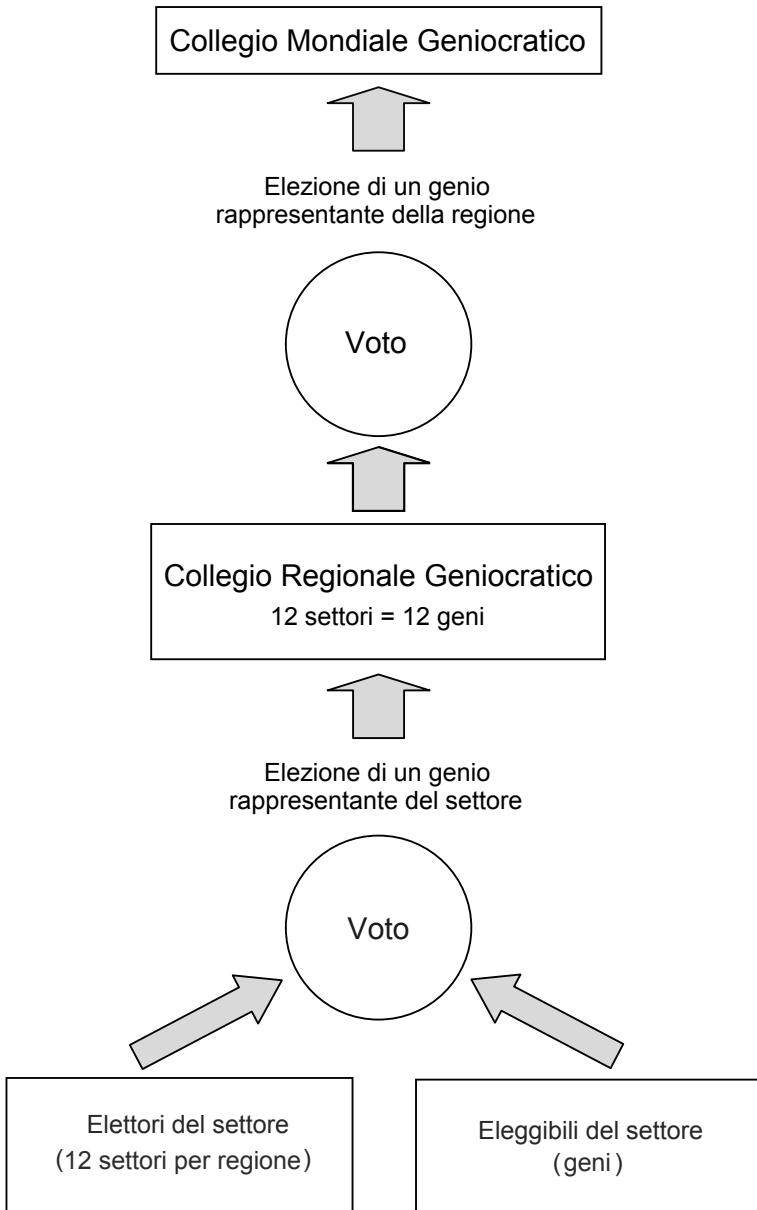 Collegio Mondiale Geniocratico
Elezione di un genio
rappresentante della regione
Voto
Collegio Regionale Geniocratico
12 settori = 12 geni
Elezione di un genio
rappresentante del settore
Voto
Elettori del settore
(12 settori per regione)
Eleggibili del settore
(geni)